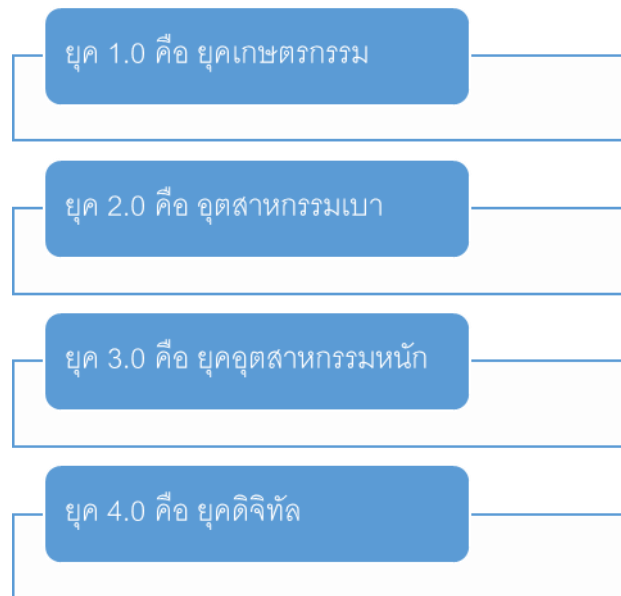 ยุค 1.0 คือ ยุคเกษตรกรรม
ยุค 2.0 คือ อุตสาหกรรมเบา
ยุค 3.0 คือ ยุคอุตสาหกรรมหนัก
ยุค 4.0 คือ ยุคดิจิทัล